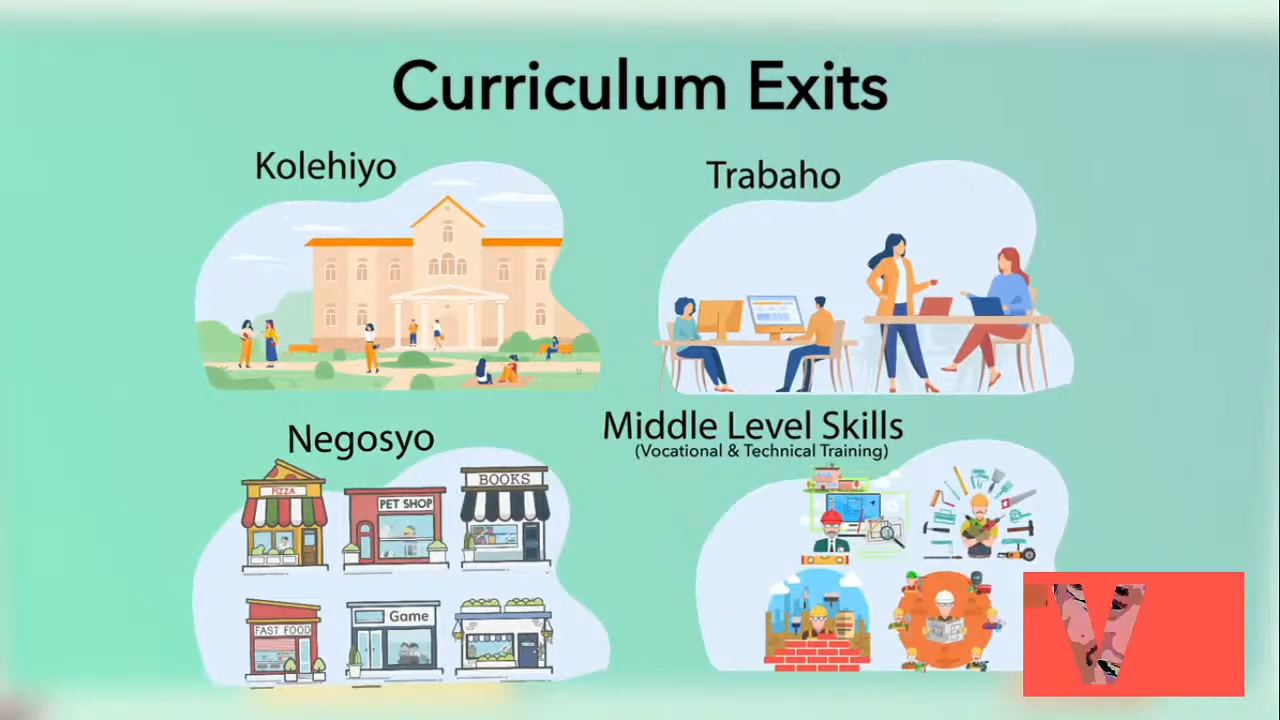 Curriculum Exits
Kolehiyo
Trabaho
Negosyo
Middle Level Skills
(Vocational & Technical Training)
PIZZA
PET SHOP
BOOKS
FAST FOOD
Game
V